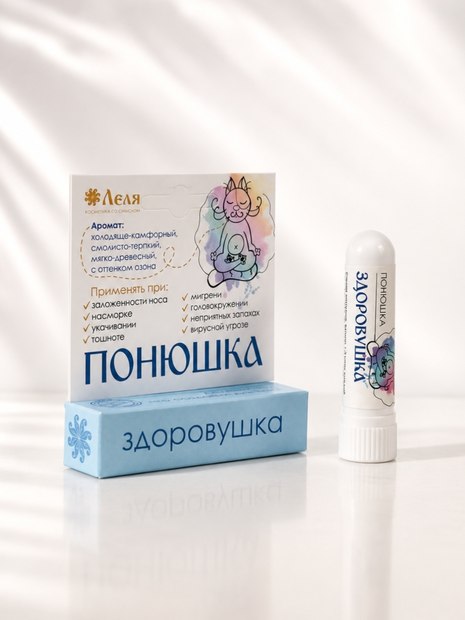 Леля
Аромат:
холодяще-камфорный,
смолисто-терпкий,
мягко-древесный,
с оттенком озона
Применять при:
✓ заложенности носа
✓ насморке
✓ укачивании
✓ тошноте
✓ мигрени
✓ головокружении
✓ неприятных запахах
✓ вирусной угрозе
ПОНЮШКА
здоровушка
ПОНЮШКА
ЗДОРОВУШКА